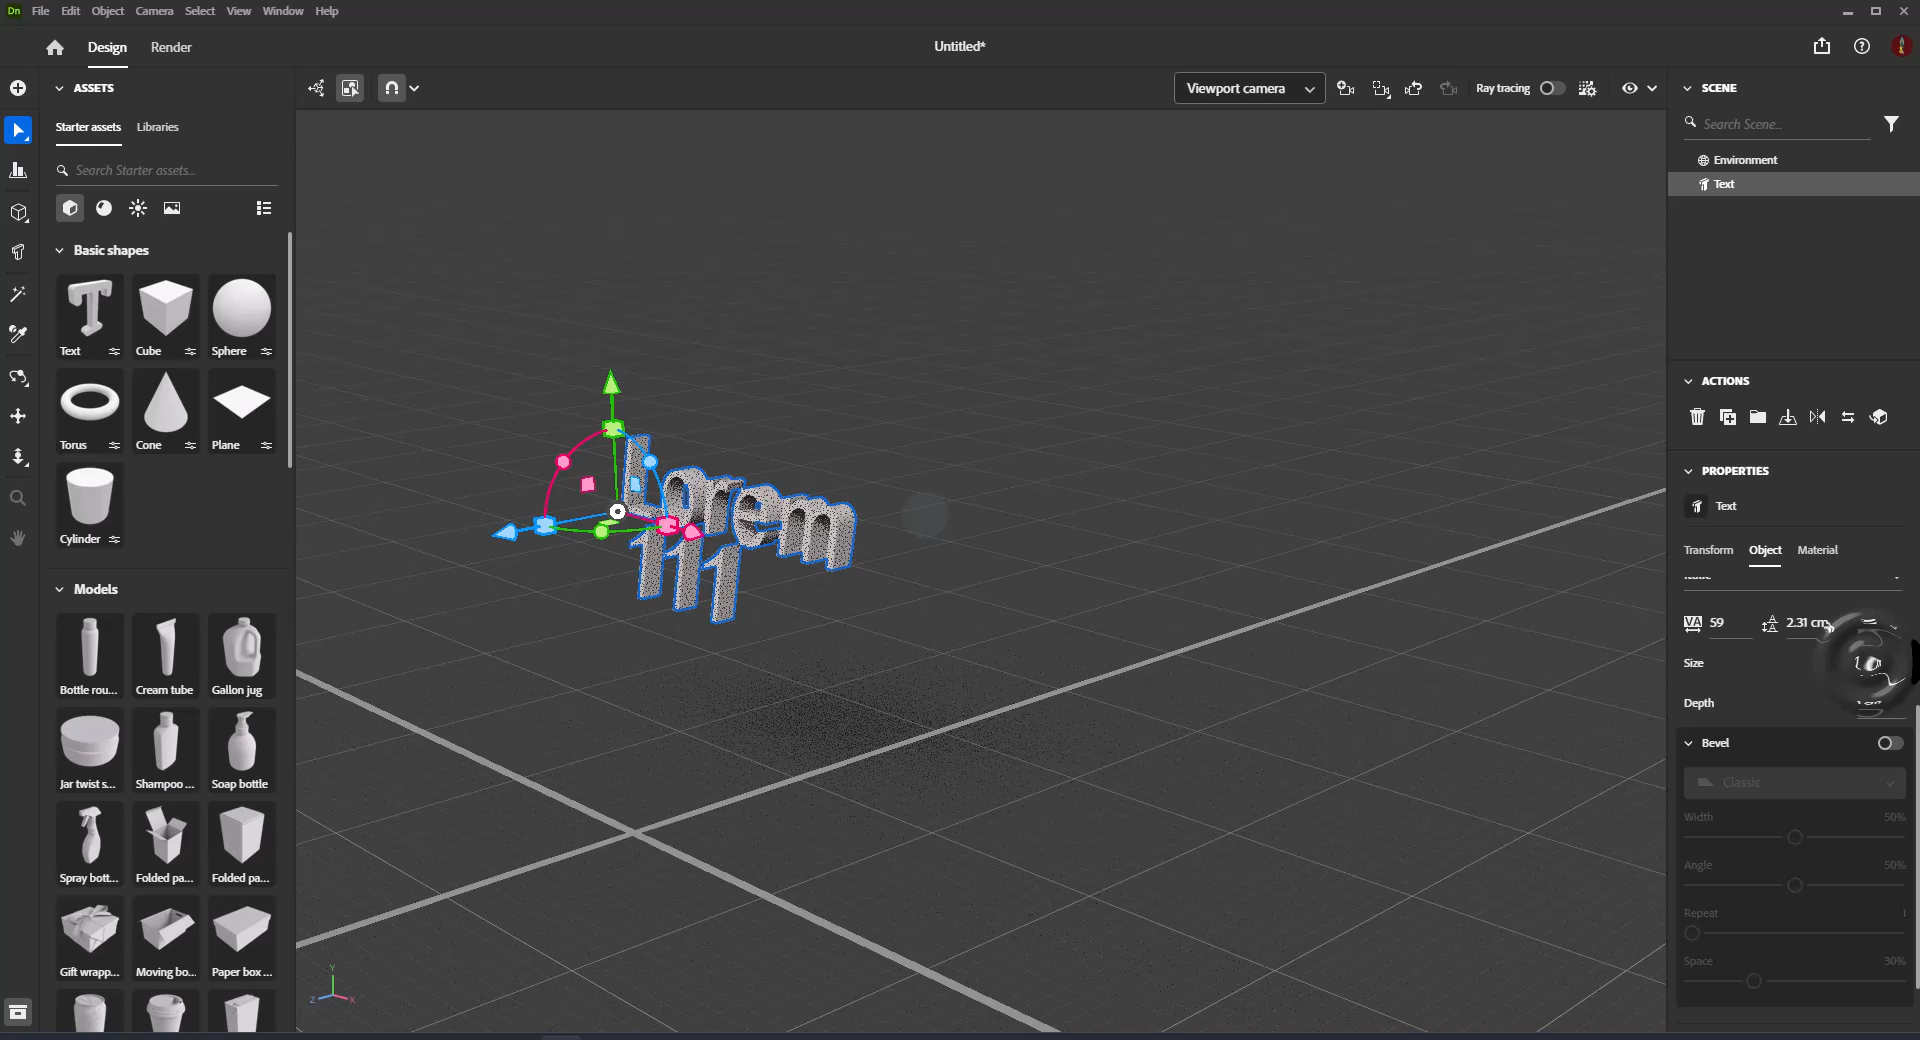 Dn File Edit Object Camera Select View Window Help
Design Render Untitled*
ASSETS
Starter assets Libraries
Search Starter assets...
Basic shapes
Text Cube Sphere
Torus Cone Plane
Cylinder
Models
Bottle rou... Cream tube Gallon jug
Jar twist s... Shampoo ... Soap bottle
Spray bott... Folded pa... Folded pa...
Gift wrapp... Moving bo... Paper box ...
Viewport camera Ray tracing
Lorem
111
Y
Z X
SCENE
Search Scene...
Environment
Text
ACTIONS
PROPERTIES
Text
Transform Object Material
VA 59 2.31 cm
Size
Depth
Bevel
Classic
Width 50%
Angle 50%
Repeat 1
Space 30%